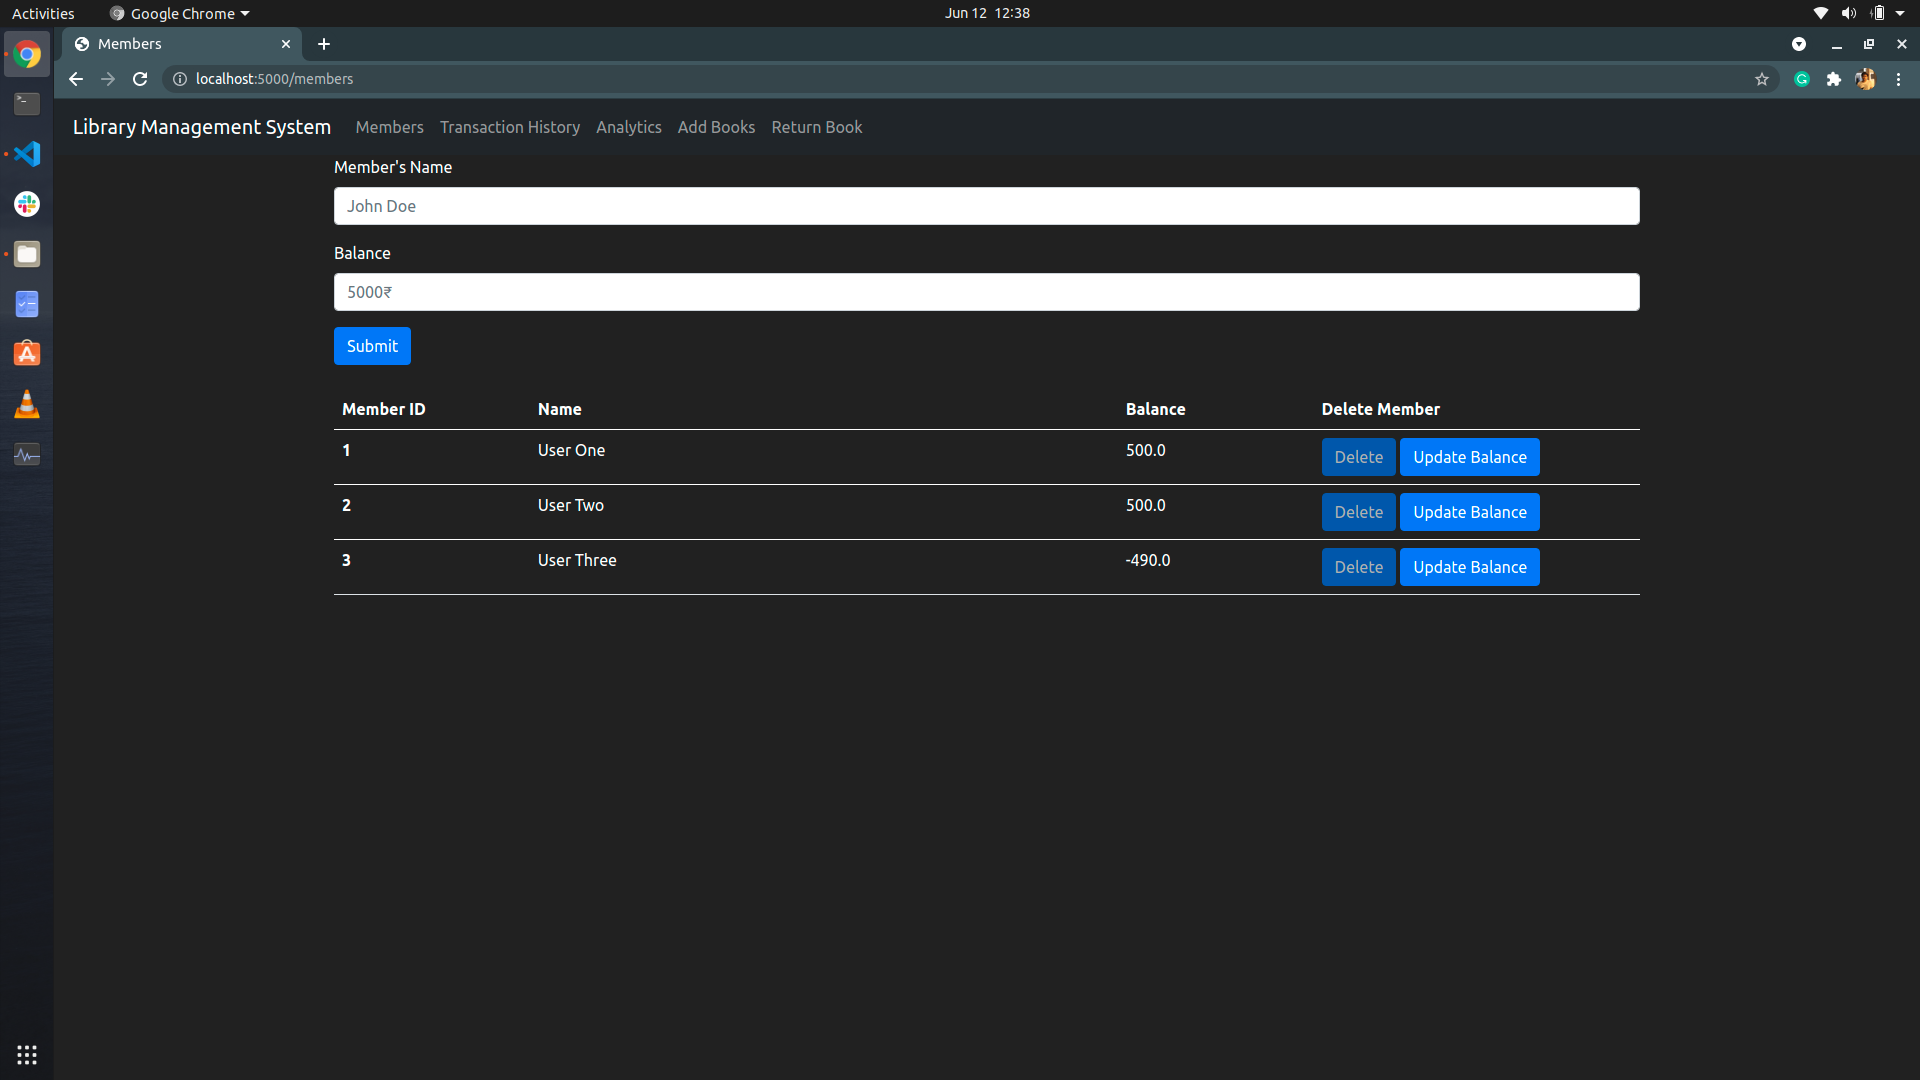 Activities
Google Chrome
Jun 12 12:38
Members
localhost:5000/members
Library Management System
Members
Transaction History
Analytics
Add Books
Return Book
Member's Name
John Doe
Balance
5000₹
Submit
Member ID Name Balance Delete Member
1 User One 500.0 Delete Update Balance
2 User Two 500.0 Delete Update Balance
3 User Three -490.0 Delete Update Balance